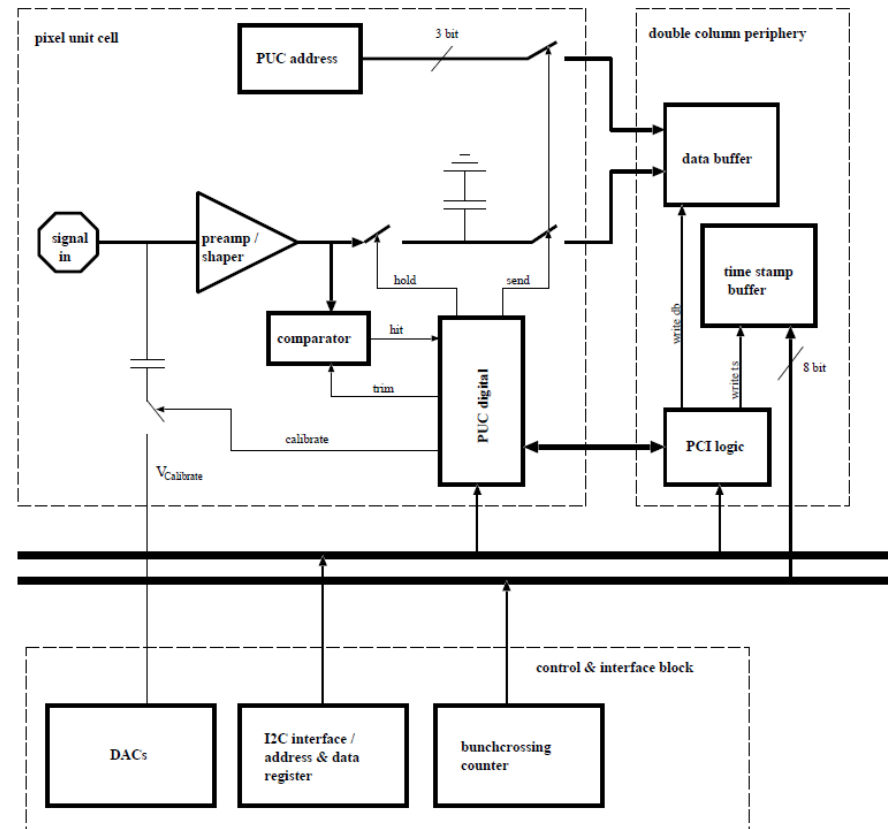 pixel unit cell
PUC address
3 bit
double column periphery
data buffer
signal
in
preamp /
shaper
time stamp
buffer
hold
send
comparator
hit
write db
write ts
8 bit
trim
PUC digital
calibrate
PCI logic
VCalibrate
control & interface block
DACs
I2C interface /
address & data
register
bunchcrossing
counter